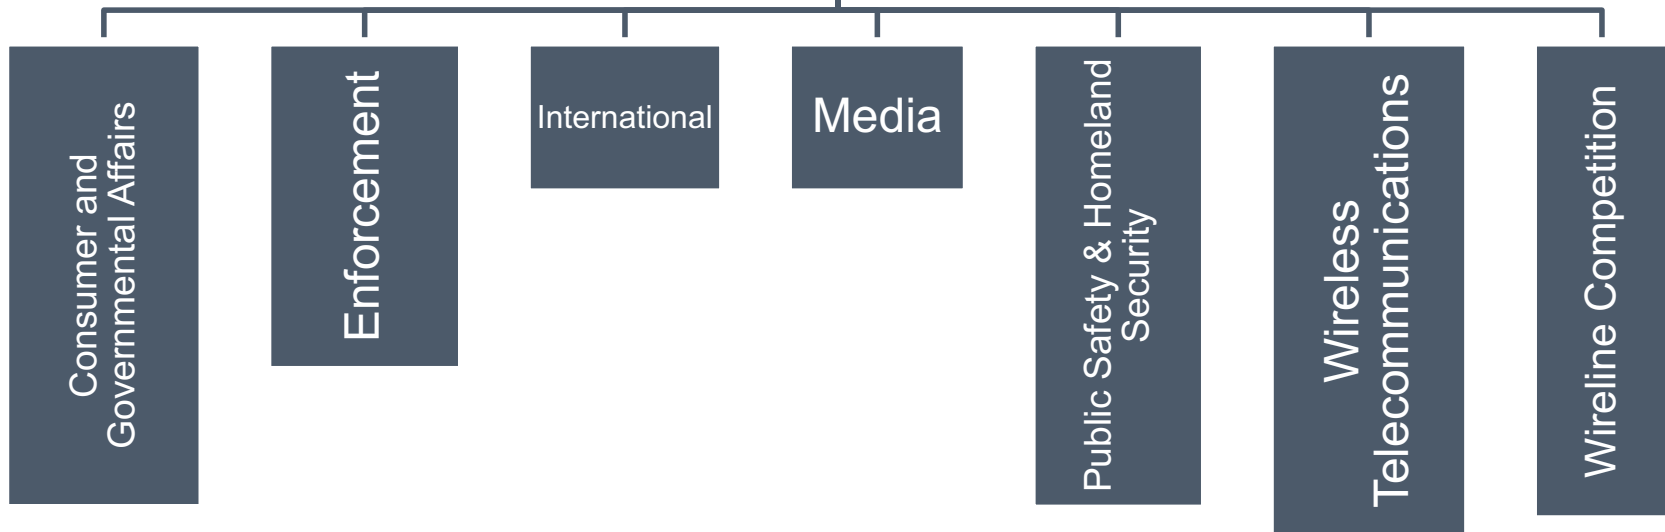 Consumer and
Governmental Affairs
Enforcement
International
Media
Public Safety & Homeland
Security
Wireless
Telecommunications
Wireline Competition